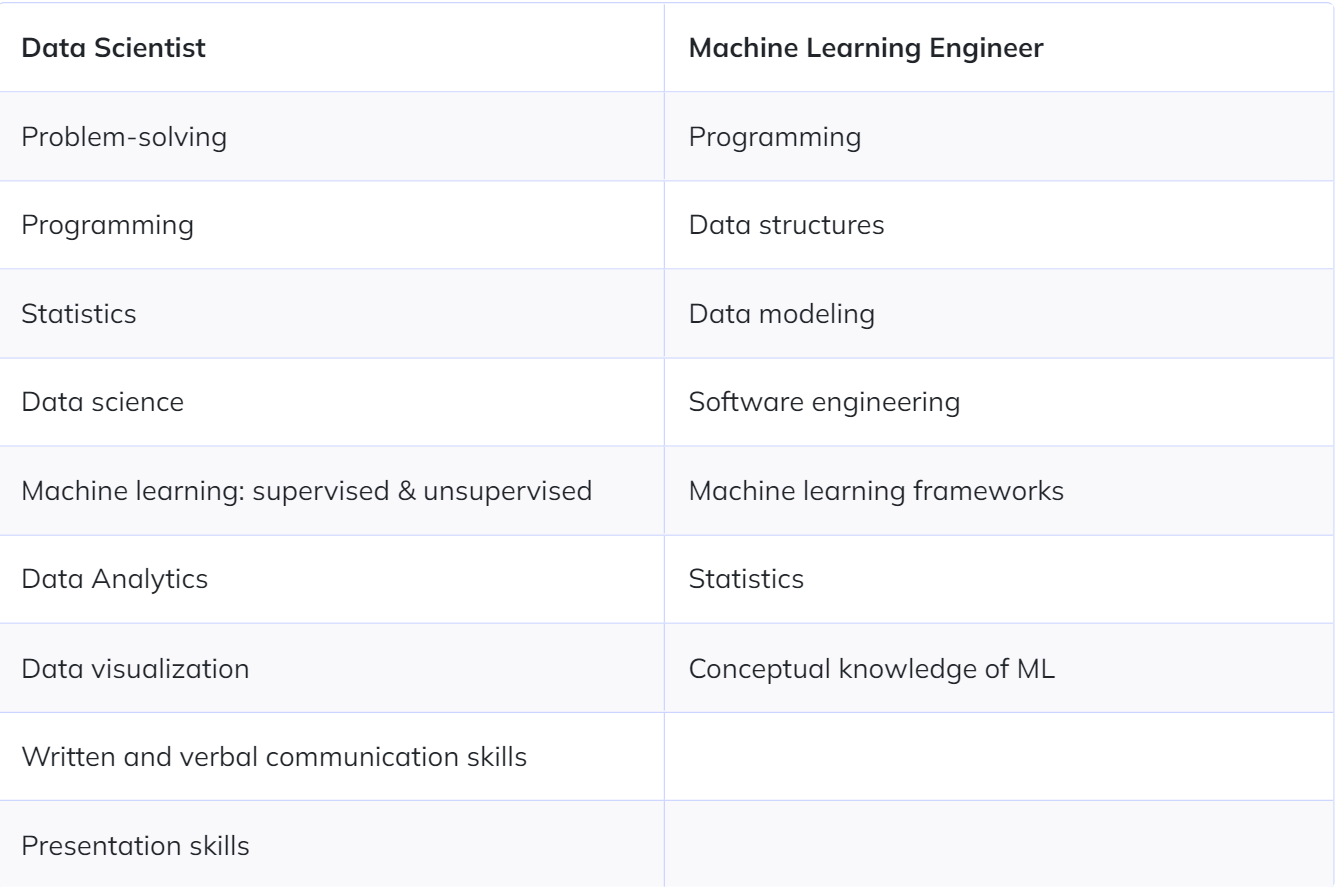 Data Scientist Machine Learning Engineer
Problem-solving Programming
Programming Data structures
Statistics Data modeling
Data science Software engineering
Machine learning: supervised & unsupervised Machine learning frameworks
Data Analytics Statistics
Data visualization Conceptual knowledge of ML
Written and verbal communication skills
Presentation skills